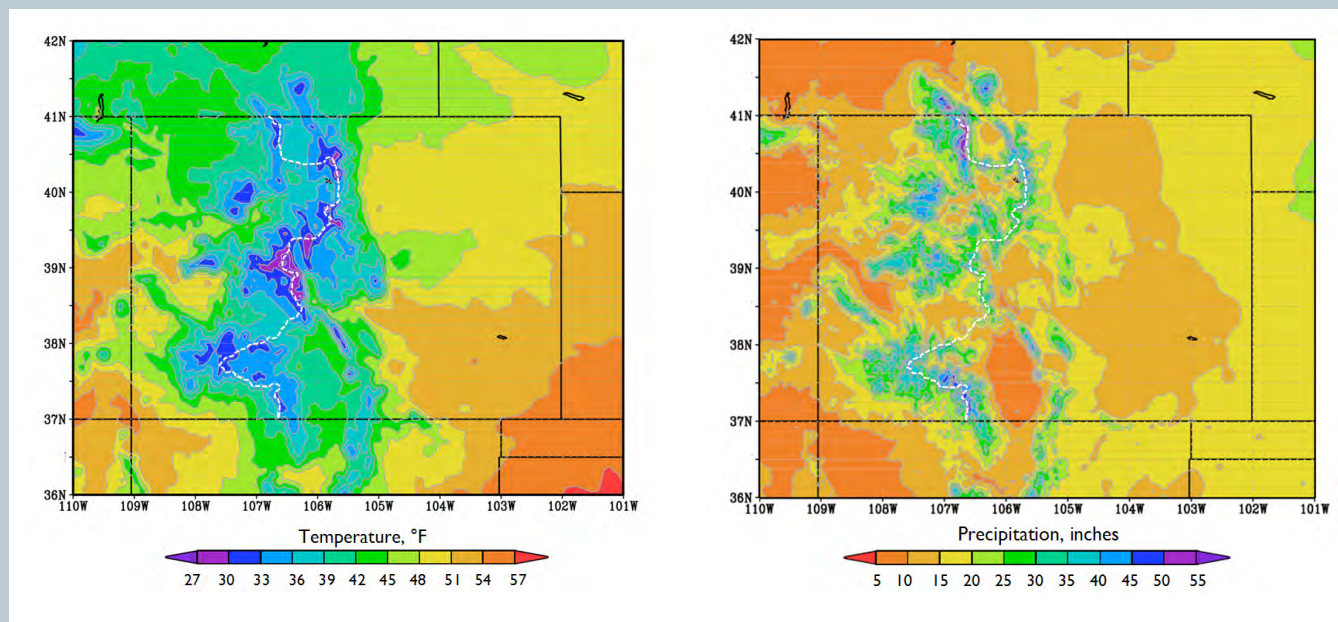 42N
41N
40N
39N
38N
37N
36N
110W 109W 108W 107W 106W 105W 104W 103W 102W 101W
Temperature, °F
27 30 33 36 39 42 45 48 51 54 57
42N
41N
40N
39N
38N
37N
36N
110W 109W 108W 107W 106W 105W 104W 103W 102W 101W
Precipitation, inches
5 10 15 20 25 30 35 40 45 50 55